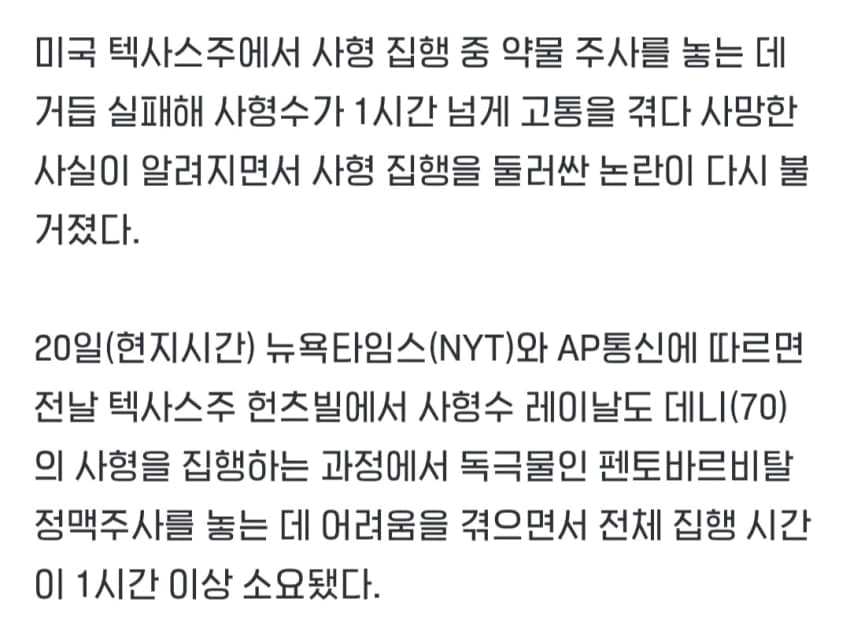 미국 텍사스주에서 사형 집행 중 약물 주사를 놓는 데
거듭 실패해 사형수가 1시간 넘게 고통을 겪다 사망한
사실이 알려지면서 사형 집행을 둘러싼 논란이 다시 불
거졌다.
20일(현지시간) 뉴욕타임스(NYT)와 AP통신에 따르면
전날 텍사스주 헌츠빌에서 사형수 레이날도 데니(70)
의 사형을 집행하는 과정에서 독극물인 펜토바르비탈
정맥주사를 놓는 데 어려움을 겪으면서 전체 집행 시간
이 1시간 이상 소요됐다.